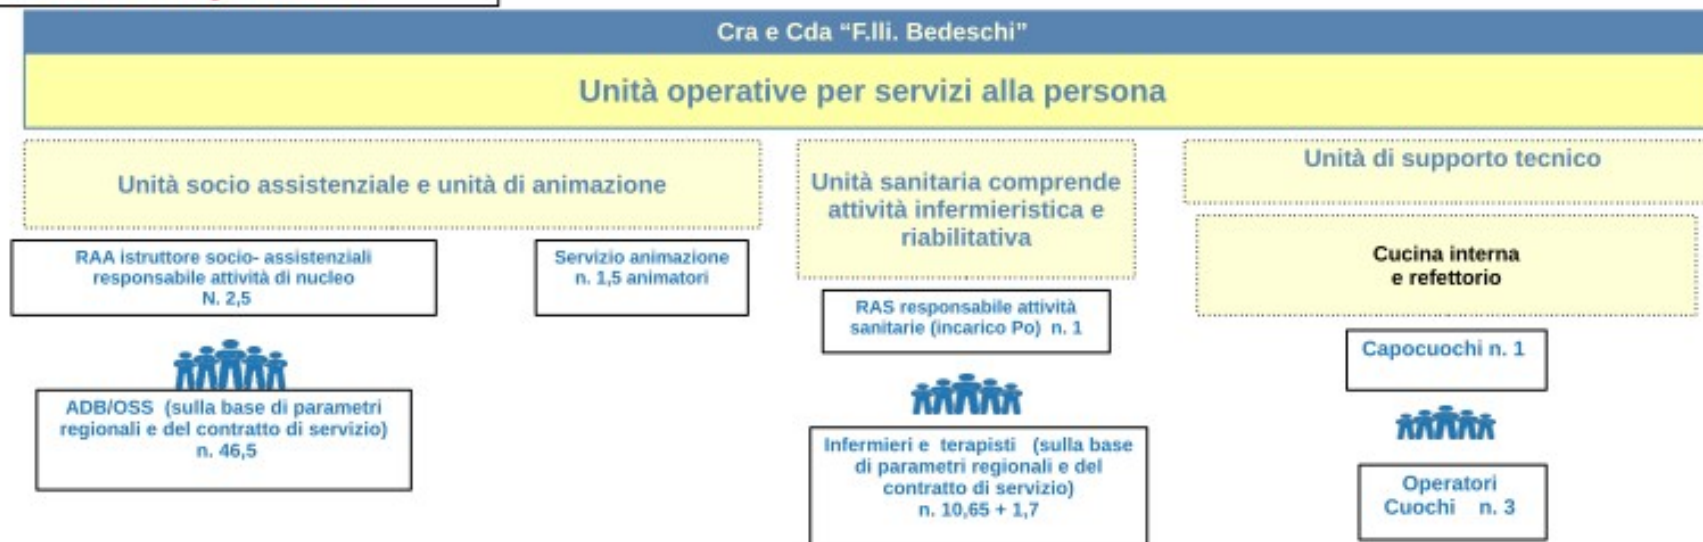 Cra e Cda “F.lli. Bedeschi”
Unità operative per servizi alla persona
Unità socio assistenziale e unità di animazione
RAA istruttore socio- assistenziali
responsabile attività di nucleo
N. 2,5
Servizio animazione
n. 1,5 animatori
ADB/OSS (sulla base di parametri
regionali e del contratto di servizio)
n. 46,5
Unità sanitaria comprende
attività infermieristica e
riabilitativa
RAS responsabile attività
sanitarie (incarico Po) n. 1
Infermieri e terapisti (sulla base
di parametri regionali e del
contratto di servizio)
n. 10,65 + 1,7
Unità di supporto tecnico
Cucina interna
e refettorio
Capocuochi n. 1
Operatori
Cuochi n. 3